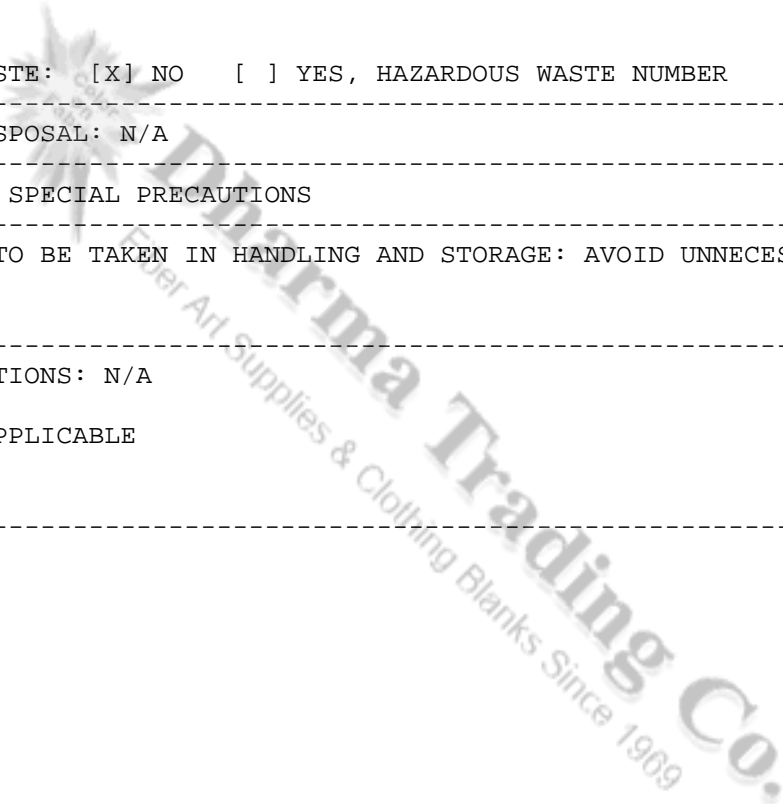 STE: [X] NO [ ] YES, HAZARDOUS WASTE NUMBER
--------------------------------------------------
SPOSAL: N/A
--------------------------------------------------
SPECIAL PRECAUTIONS
--------------------------------------------------
TO BE TAKEN IN HANDLING AND STORAGE: AVOID UNNECES
--------------------------------------------------
TIONS: N/A
PPLICABLE
--------------------------------------------------
Dharma Trading Co.
Fiber Art Supplies & Clothing Blanks Since 1969